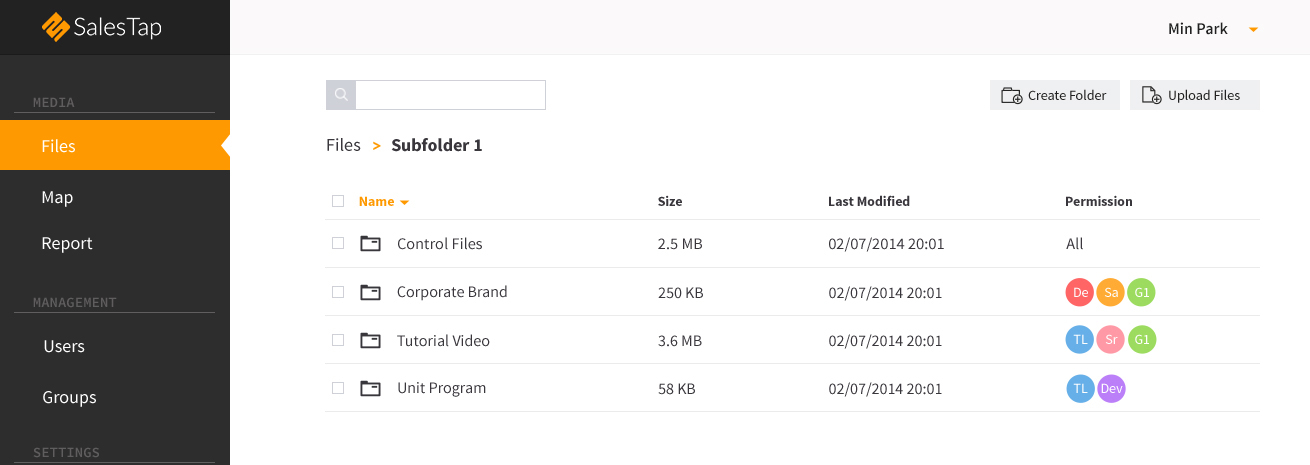 SalesTap
Min Park
MEDIA
Files
Map
Report
MANAGEMENT
Users
Groups
SETTINGS
Create Folder
Upload Files
Files > Subfolder 1
Name Size Last Modified Permission
Control Files 2.5 MB 02/07/2014 20:01 All
Corporate Brand 250 KB 02/07/2014 20:01 De Sa G1
Tutorial Video 3.6 MB 02/07/2014 20:01 TL Sr G1
Unit Program 58 KB 02/07/2014 20:01 TL Dev